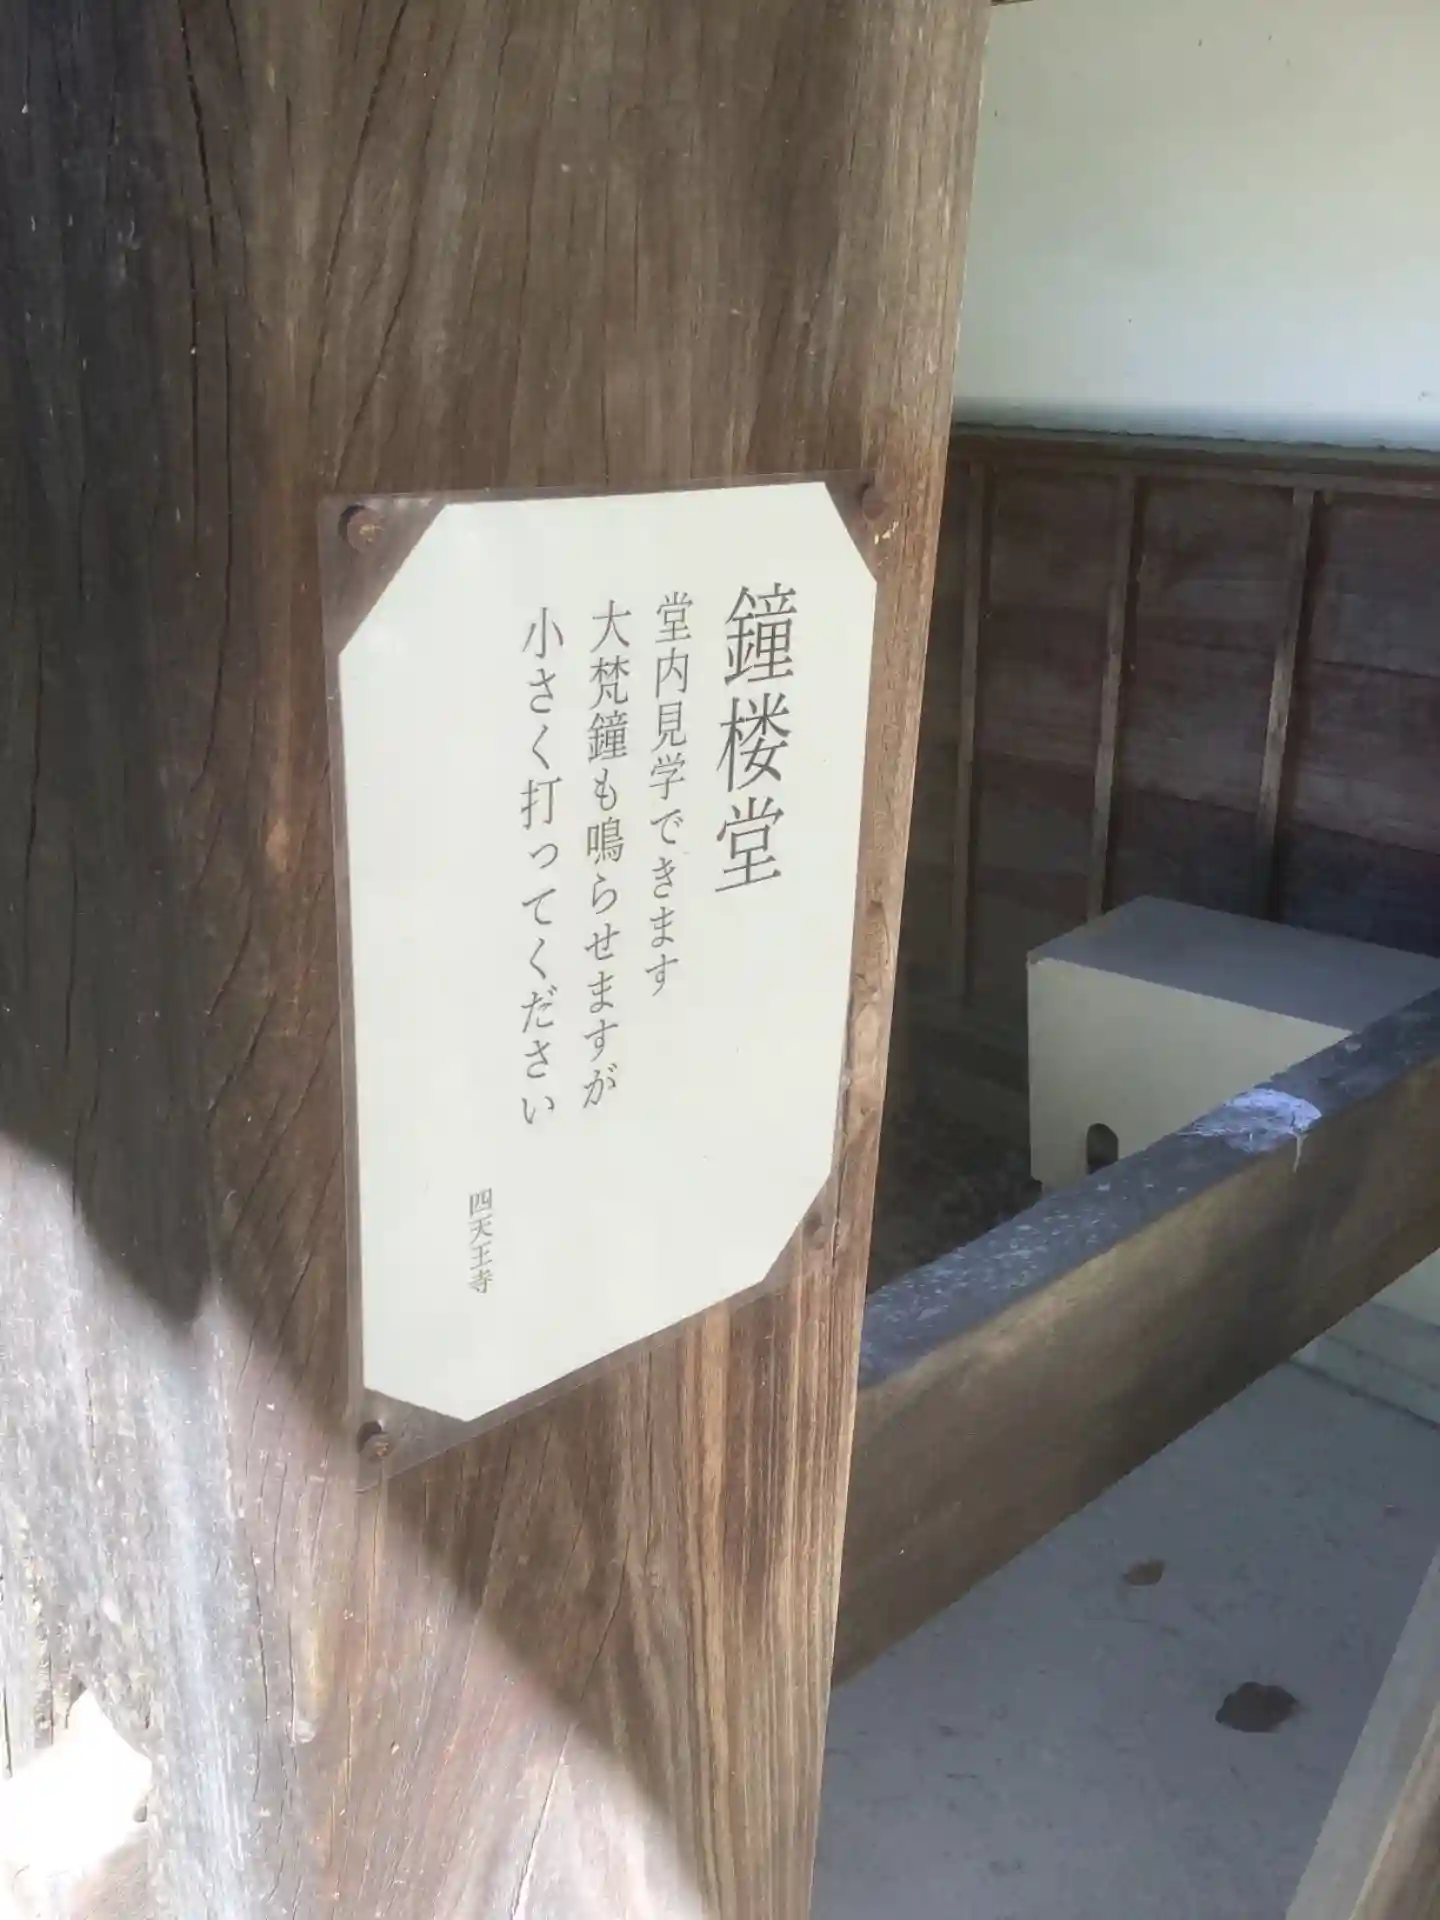 鐘楼堂
堂内見学できます
大梵鐘も鳴らせますが
小さく打ってください
四天王寺